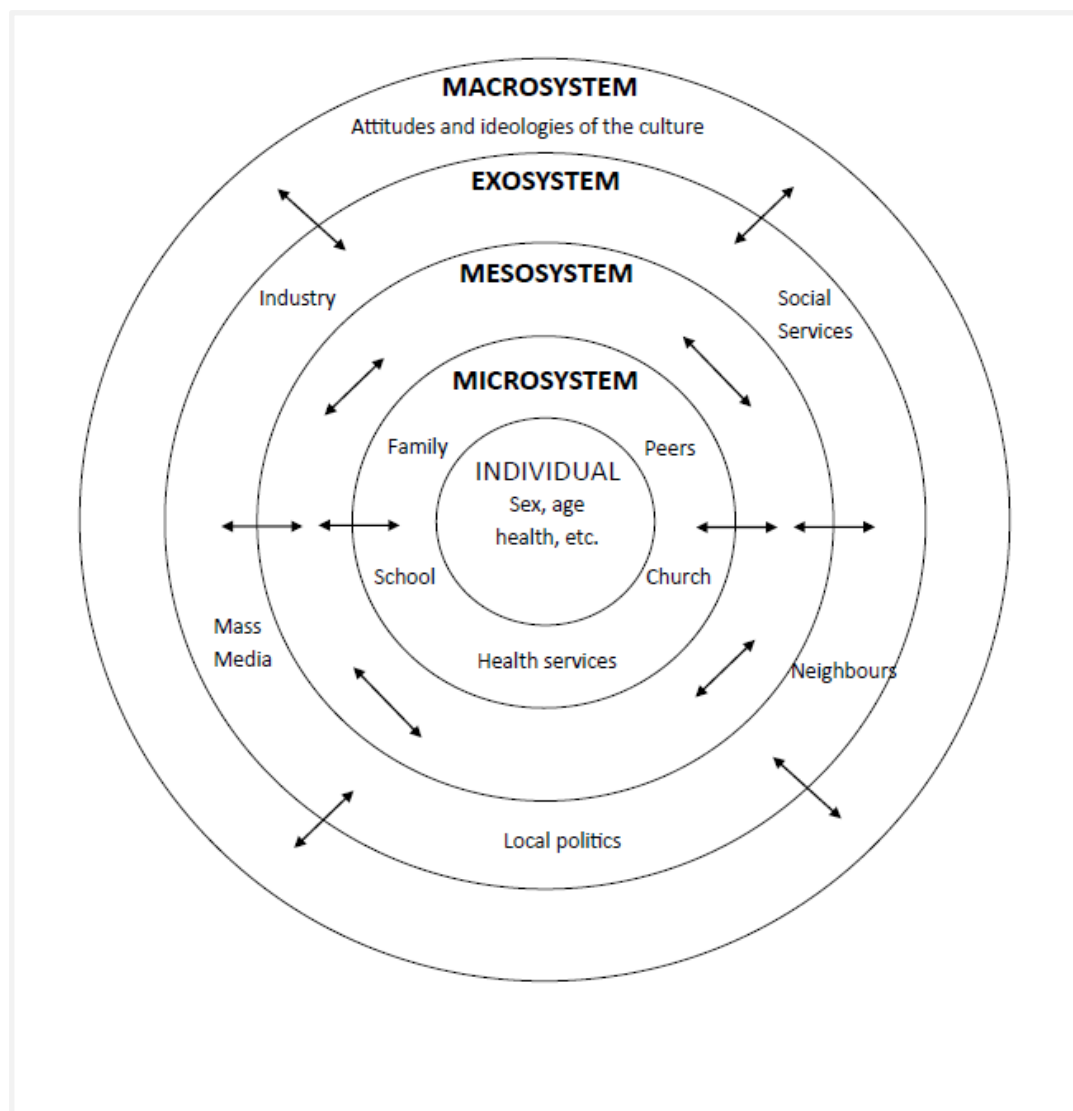 MACROSYSTEM
Attitudes and ideologies of the culture
EXOSYSTEM
MESOSYSTEM
Industry
Social
Services
MICROSYSTEM
Family
Peers
INDIVIDUAL
Sex, age
health, etc.
School
Church
Mass
Media
Health services
Neighbours
Local politics